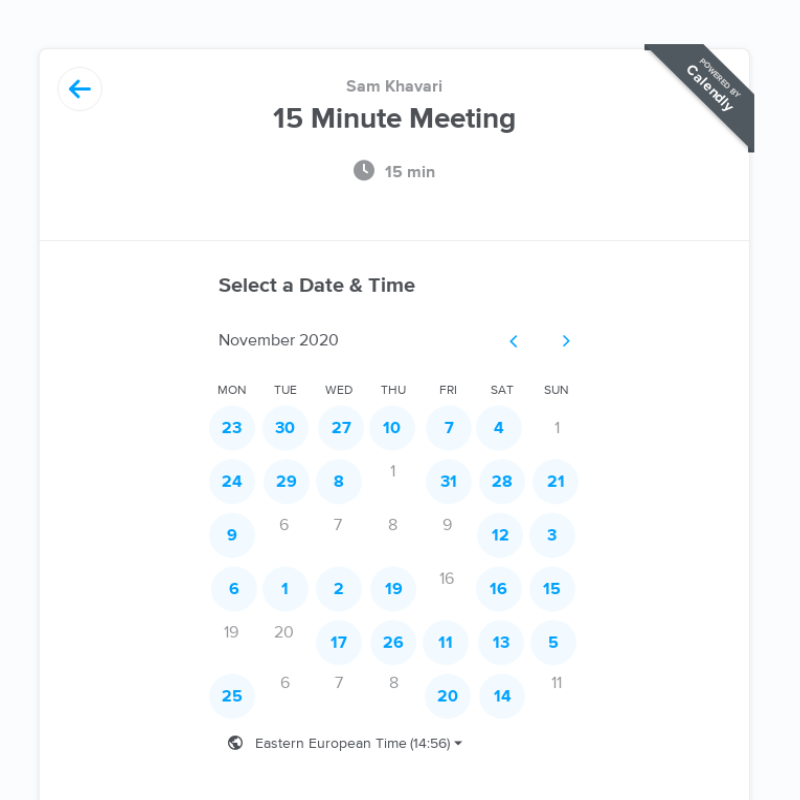 POWERED BY
Calendly
Sam Khavari
15 Minute Meeting
15 min
Select a Date & Time
November 2020
MON TUE WED THU FRI SAT SUN
23 30 27 10 7 4 1
24 29 8 1 31 28 21
9 6 7 8 9 12 3
6 1 2 19 16 16 15
19 20 17 26 11 13 5
25 6 7 8 20 14 11
Eastern European Time (14:56)